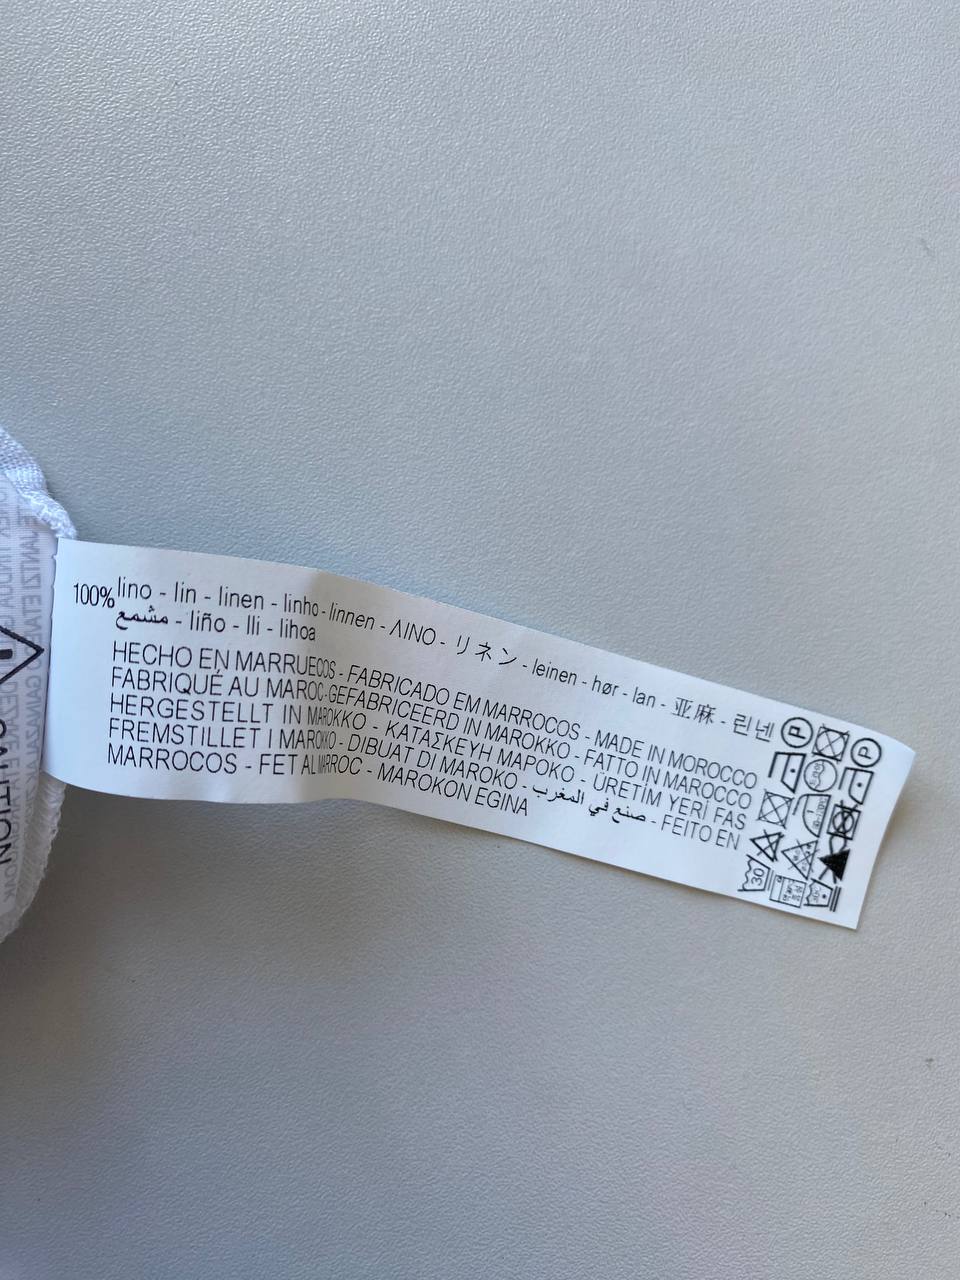 100% lino - lin - linen - linho - linnen - ΛΙΝΟ - リネン - leinen - hør - lan - 亚麻 - 린넨
مشمع - liño - lli - lihoa
HECHO EN MARRUECOS - FABRICADO EM MARROCOS - MADE IN MOROCCO
FABRIQUÉ AU MAROC - GEFABRICEERD IN MAROKKO - FATTO IN MAROCCO
HERGESTELLT IN MAROKKO - ΚΑΤΑΣΚΕΥΗ ΜΑΡΟΚΟ - ÜRETİM YERİ FAS
FREMSTILLET I MAROKKO - DIBUAT DI MAROKO - صنع في المغرب - FEITO EN
MARROCOS - FET AL MARROC - MAROKON EGINA
P P
30
CAUTION